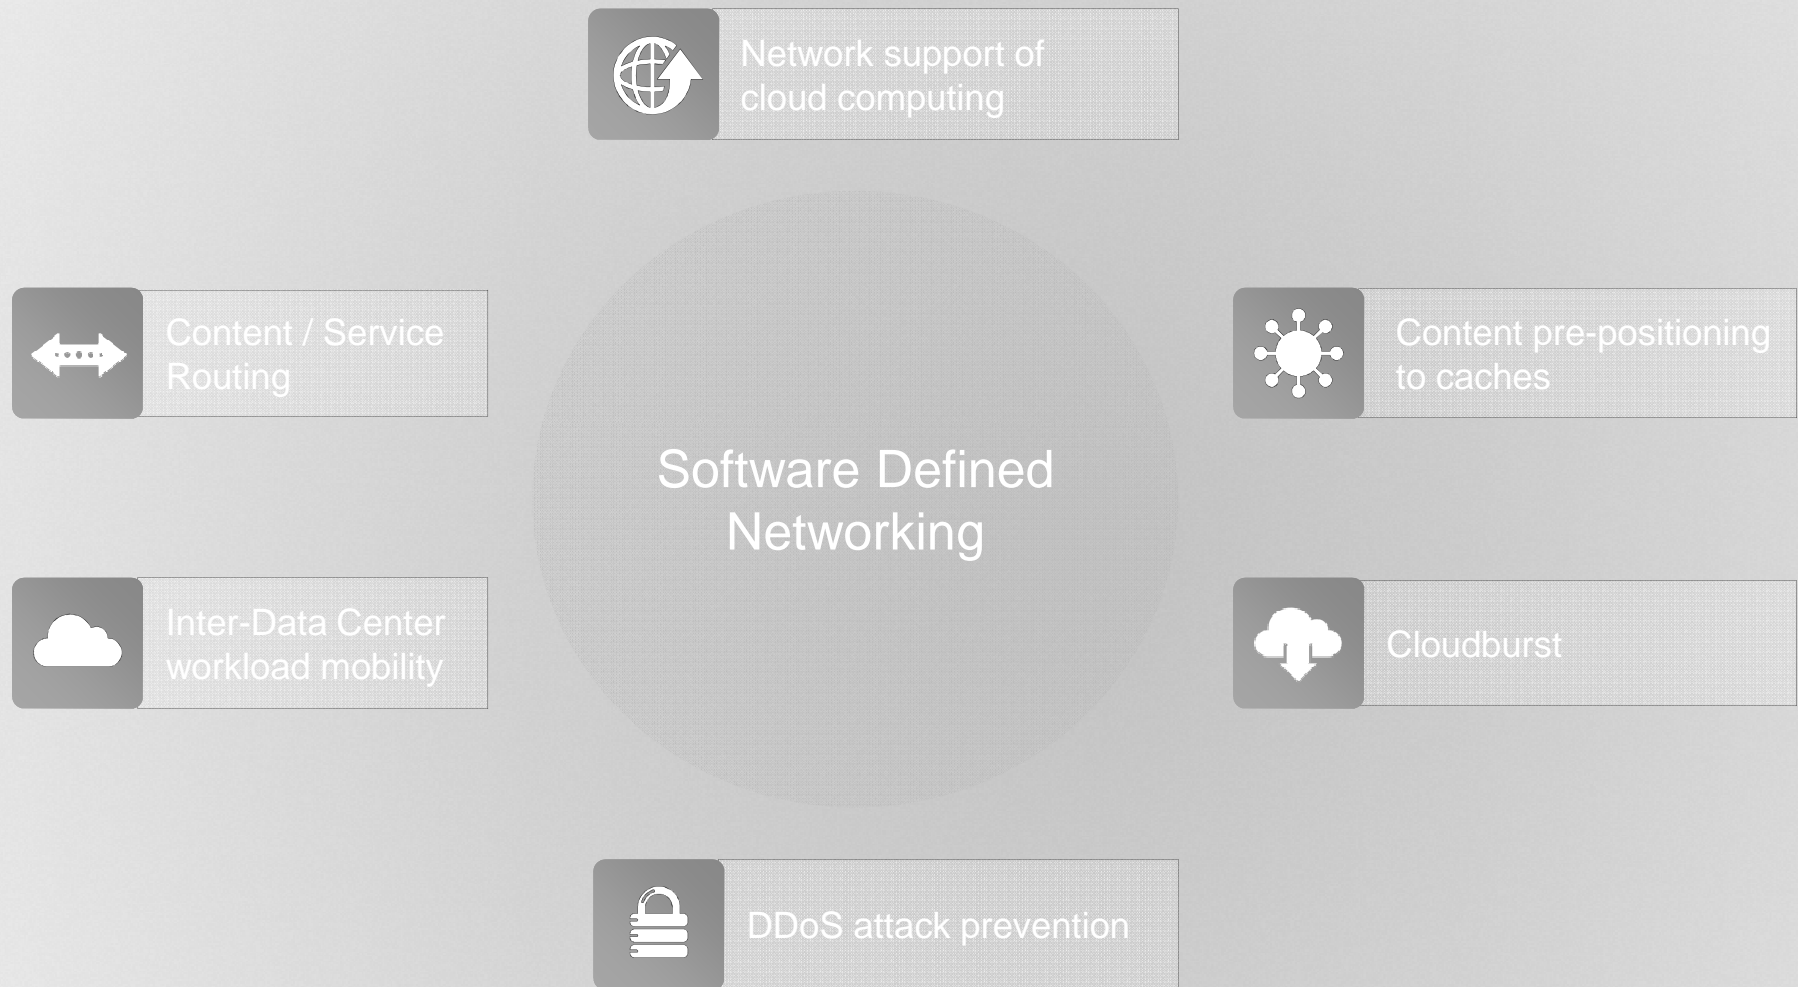 Network support of
cloud computing
Content / Service
Routing
Content pre-positioning
to caches
Software Defined
Networking
Inter-Data Center
workload mobility
Cloudburst
DDoS attack prevention